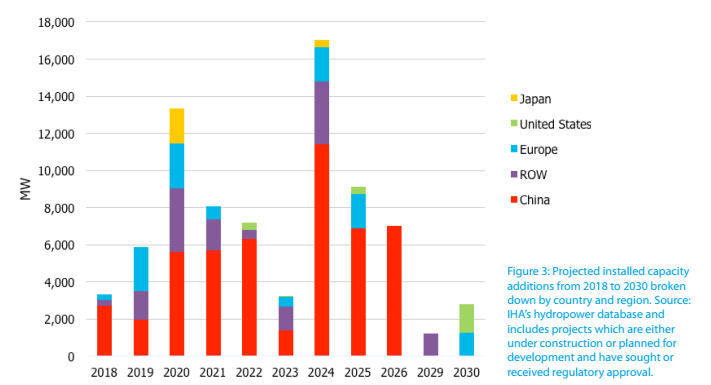 18,000
16,000
14,000
12,000
10,000
8,000
6,000
4,000
2,000
0
MW
2018 2019 2020 2021 2022 2023 2024 2025 2026 2029 2030
Japan
United States
Europe
ROW
China
Figure 3: Projected installed capacity
additions from 2018 to 2030 broken
down by country and region. Source:
IHA's hydropower database and
includes projects which are either
under construction or planned for
development and have sought or
received regulatory approval.